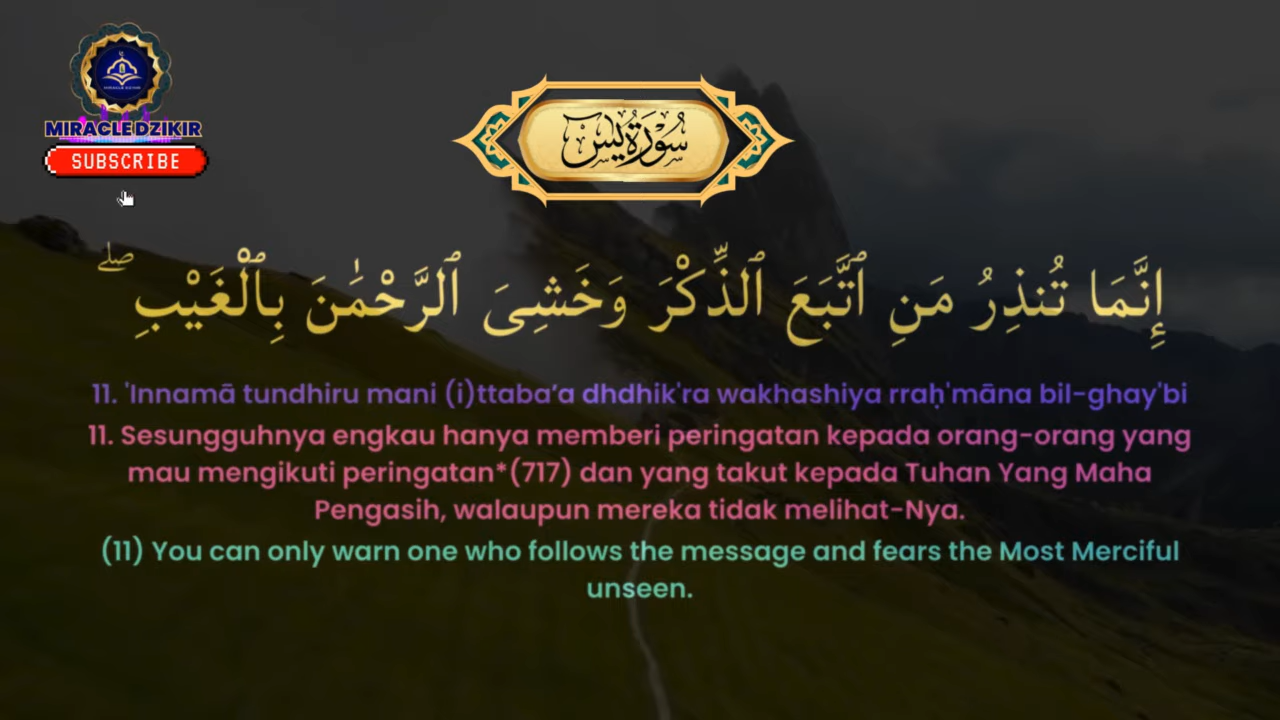 MIRACLE DZIKIR
SUBSCRIBE
سُورَةُ يس
إِنَّمَا تُنذِرُ مَنِ ٱتَّبَعَ ٱلذِّكْرَ وَخَشِىَ ٱلرَّحْمَٰنَ بِٱلْغَيْبِ ۖ
11. 'Innamā tundhiru mani (i)ttaba‘a dhdhik'ra wakhashiya rraḥ'māna bil-ghay'bi
11. Sesungguhnya engkau hanya memberi peringatan kepada orang-orang yang
mau mengikuti peringatan*(717) dan yang takut kepada Tuhan Yang Maha
Pengasih, walaupun mereka tidak melihat-Nya.
(11) You can only warn one who follows the message and fears the Most Merciful
unseen.